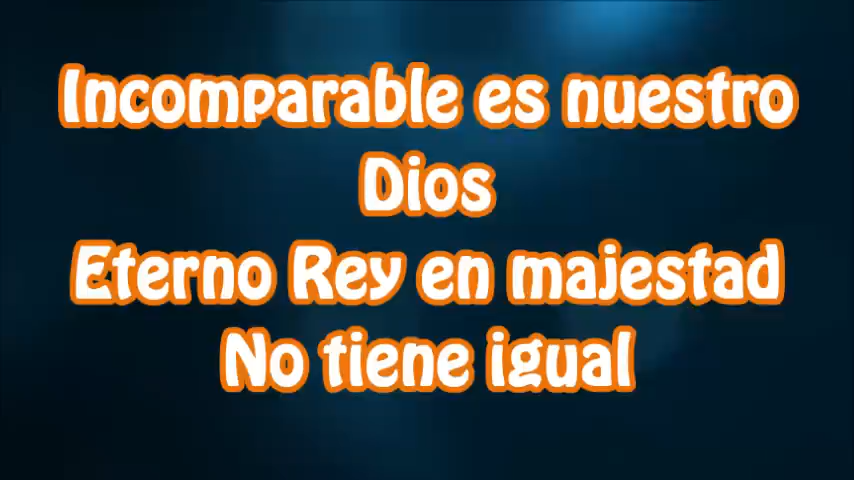 Incomparable es nuestro
Dios
Eterno Rey en majestad
No tiene igual